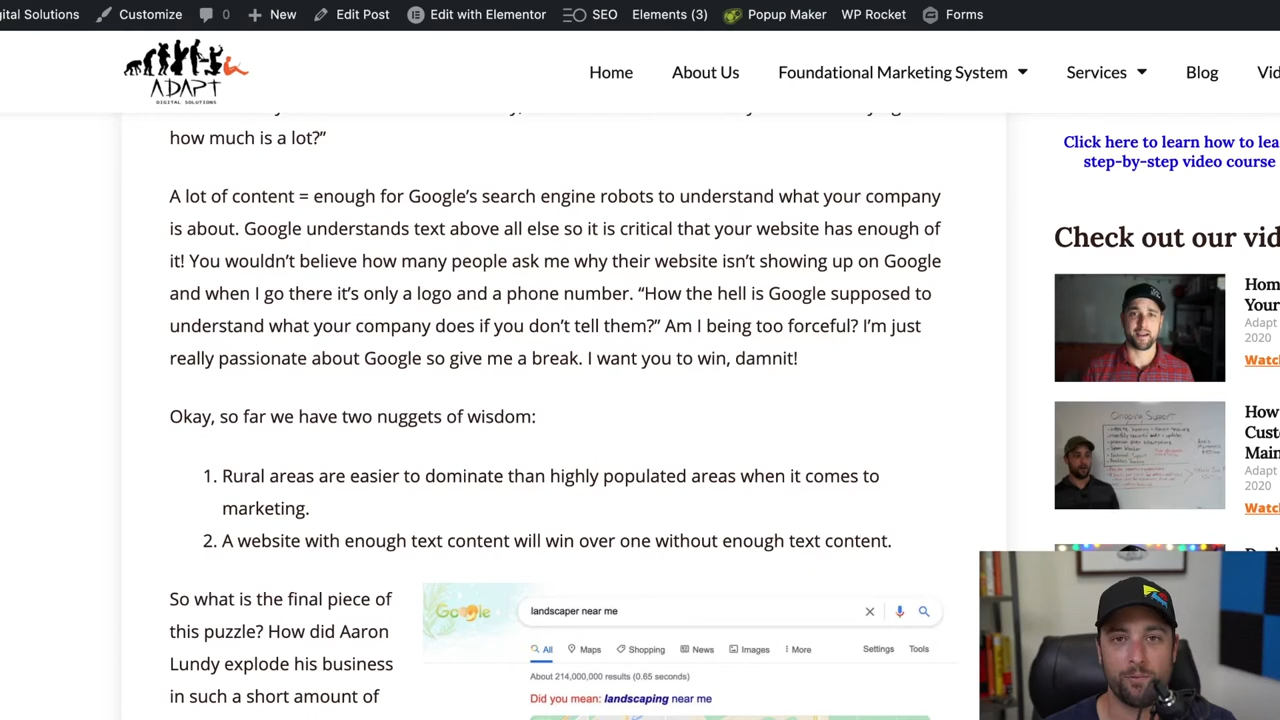 gital Solutions Customize 0 New Edit Post Edit with Elementor SEO Elements (3) Popup Maker WP Rocket Forms
ADAPT
DIGITAL SOLUTIONS
Home About Us Foundational Marketing System Services Blog Vid
how much is a lot?”
A lot of content = enough for Google’s search engine robots to understand what your company
is about. Google understands text above all else so it is critical that your website has enough of
it! You wouldn’t believe how many people ask me why their website isn’t showing up on Google
and when I go there it’s only a logo and a phone number. “How the hell is Google supposed to
understand what your company does if you don’t tell them?” Am I being too forceful? I’m just
really passionate about Google so give me a break. I want you to win, damnit!
Okay, so far we have two nuggets of wisdom:
1. Rural areas are easier to dominate than highly populated areas when it comes to
marketing.
2. A website with enough text content will win over one without enough text content.
So what is the final piece of
this puzzle? How did Aaron
Lundy explode his business
in such a short amount of
Google
landscaper near me
All Maps Shopping News Images More Settings Tools
About 214,000,000 results (0.65 seconds)
Did you mean: landscaping near me
Click here to learn how to lea
step-by-step video course
Check out our vid
Hom
Your
Adapt
2020
Watc
Ongoing Support
How
Cust
Main
Adapt
2020
Watc